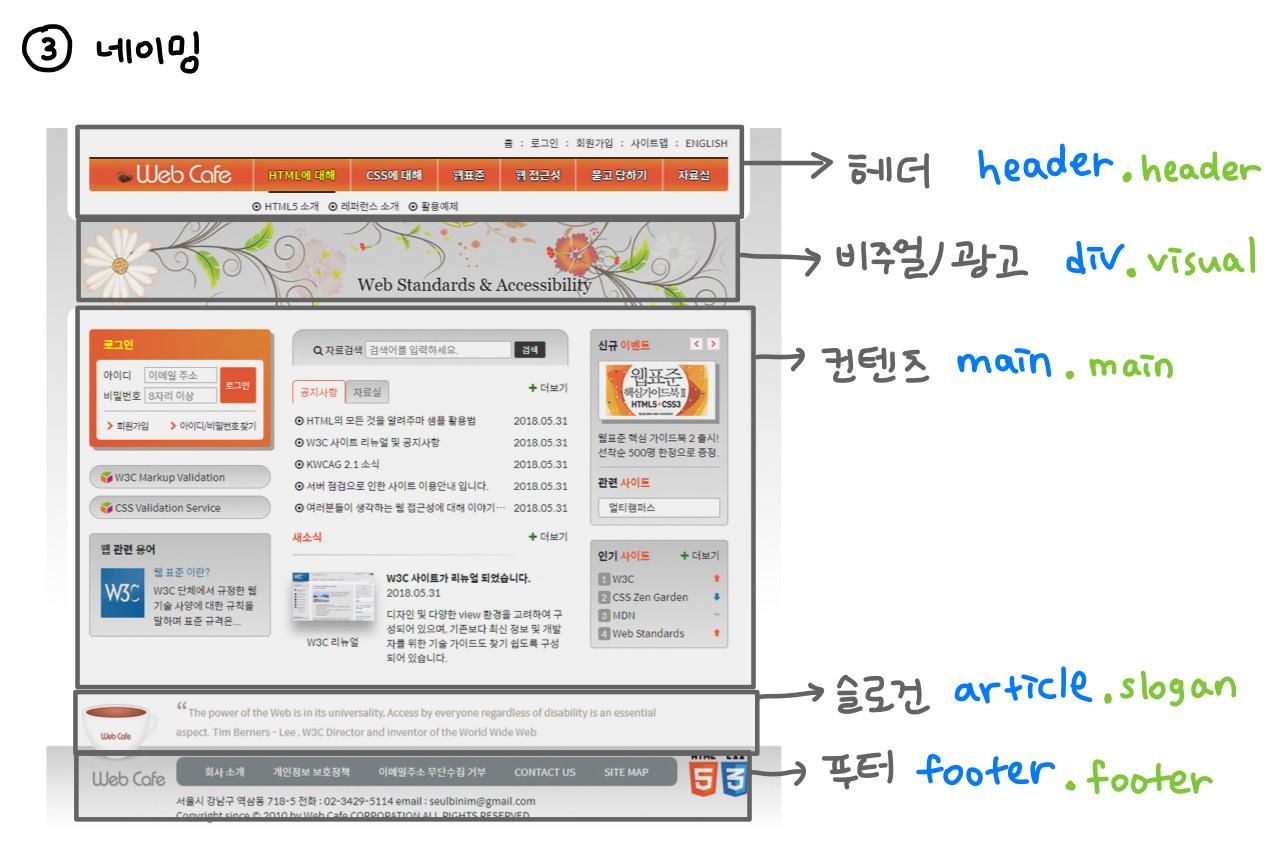 ③ 네이밍
홈 : 로그인 : 회원가입 : 사이트맵 : ENGLISH
Web Cafe HTML에 대해 CSS에 대해 웹표준 웹 접근성 묻고 답하기 자료실
HTML5 소개 레퍼런스 소개 활용예제
헤더 header.header
Web Standards & Accessibility
비주얼/광고 div.visual
로그인
아이디 이메일 주소
비밀번호 8자리 이상
로그인
회원가입 아이디/비밀번호 찾기
W3C Markup Validation
CSS Validation Service
웹 관련 용어
W3C
웹 표준 이란?
W3C 단체에서 규정한 웹
기술 사양에 대한 규칙을
말하며 표준 규격은...
자료검색 검색어를 입력하세요. 검색
공지사항 자료실 더보기
HTML의 모든 것을 알려주마 샘플 활용법 2018.05.31
W3C 사이트 리뉴얼 및 공지사항 2018.05.31
KWCAG 2.1 소식 2018.05.31
서버 점검으로 인한 사이트 이용안내 입니다. 2018.05.31
여러분들이 생각하는 웹 접근성에 대해 이야기… 2018.05.31
새소식 더보기
W3C 리뉴얼
W3C 사이트가 리뉴얼 되었습니다.
2018.05.31
디자인 및 다양한 view 환경을 고려하여 구
성되어 있으며, 기존보다 최신 정보 및 개발
자를 위한 기술 가이드도 찾기 쉽도록 구성
되어 있습니다.
신규 이벤트
웹표준
핵심가이드북Ⅱ
HTML5+CSS3
웹표준 핵심 가이드북 2 출시!
선착순 500명 한정으로 증정.
관련 사이트
멀티캠퍼스
인기 사이트 더보기
1 W3C
2 CSS Zen Garden
3 MDN
4 Web Standards
컨텐츠 main.main
Web Cafe
“The power of the Web is in its universality. Access by everyone regardless of disability is an essential
aspect. Tim Berners - Lee , W3C Director and inventor of the World Wide Web
슬로건 article.slogan
Web Cafe
회사 소개 개인정보 보호정책 이메일주소 무단수집 거부 CONTACT US SITE MAP
HTML 5 CSS 3
서울시 강남구 역삼동 718-5 전화 : 02-3429-5114 email : seulbinim@gmail.com
Copyright since © 2010 by Web Cafe CORPORATION ALL RIGHTS RESERVED
푸터 footer.footer